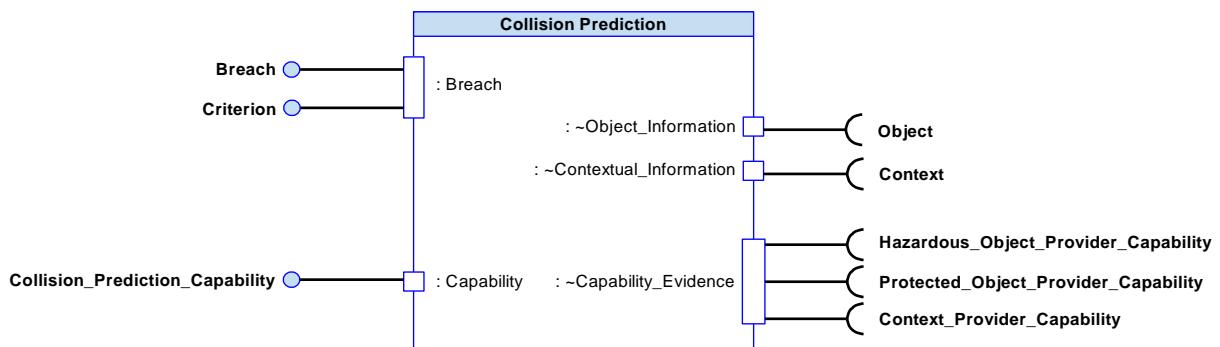 Collision Prediction
Breach
: Breach
Criterion
: ~Object_Information
Object
: ~Contextual_Information
Context
Hazardous_Object_Provider_Capability
Collision_Prediction_Capability
: Capability
: ~Capability_Evidence
Protected_Object_Provider_Capability
Context_Provider_Capability